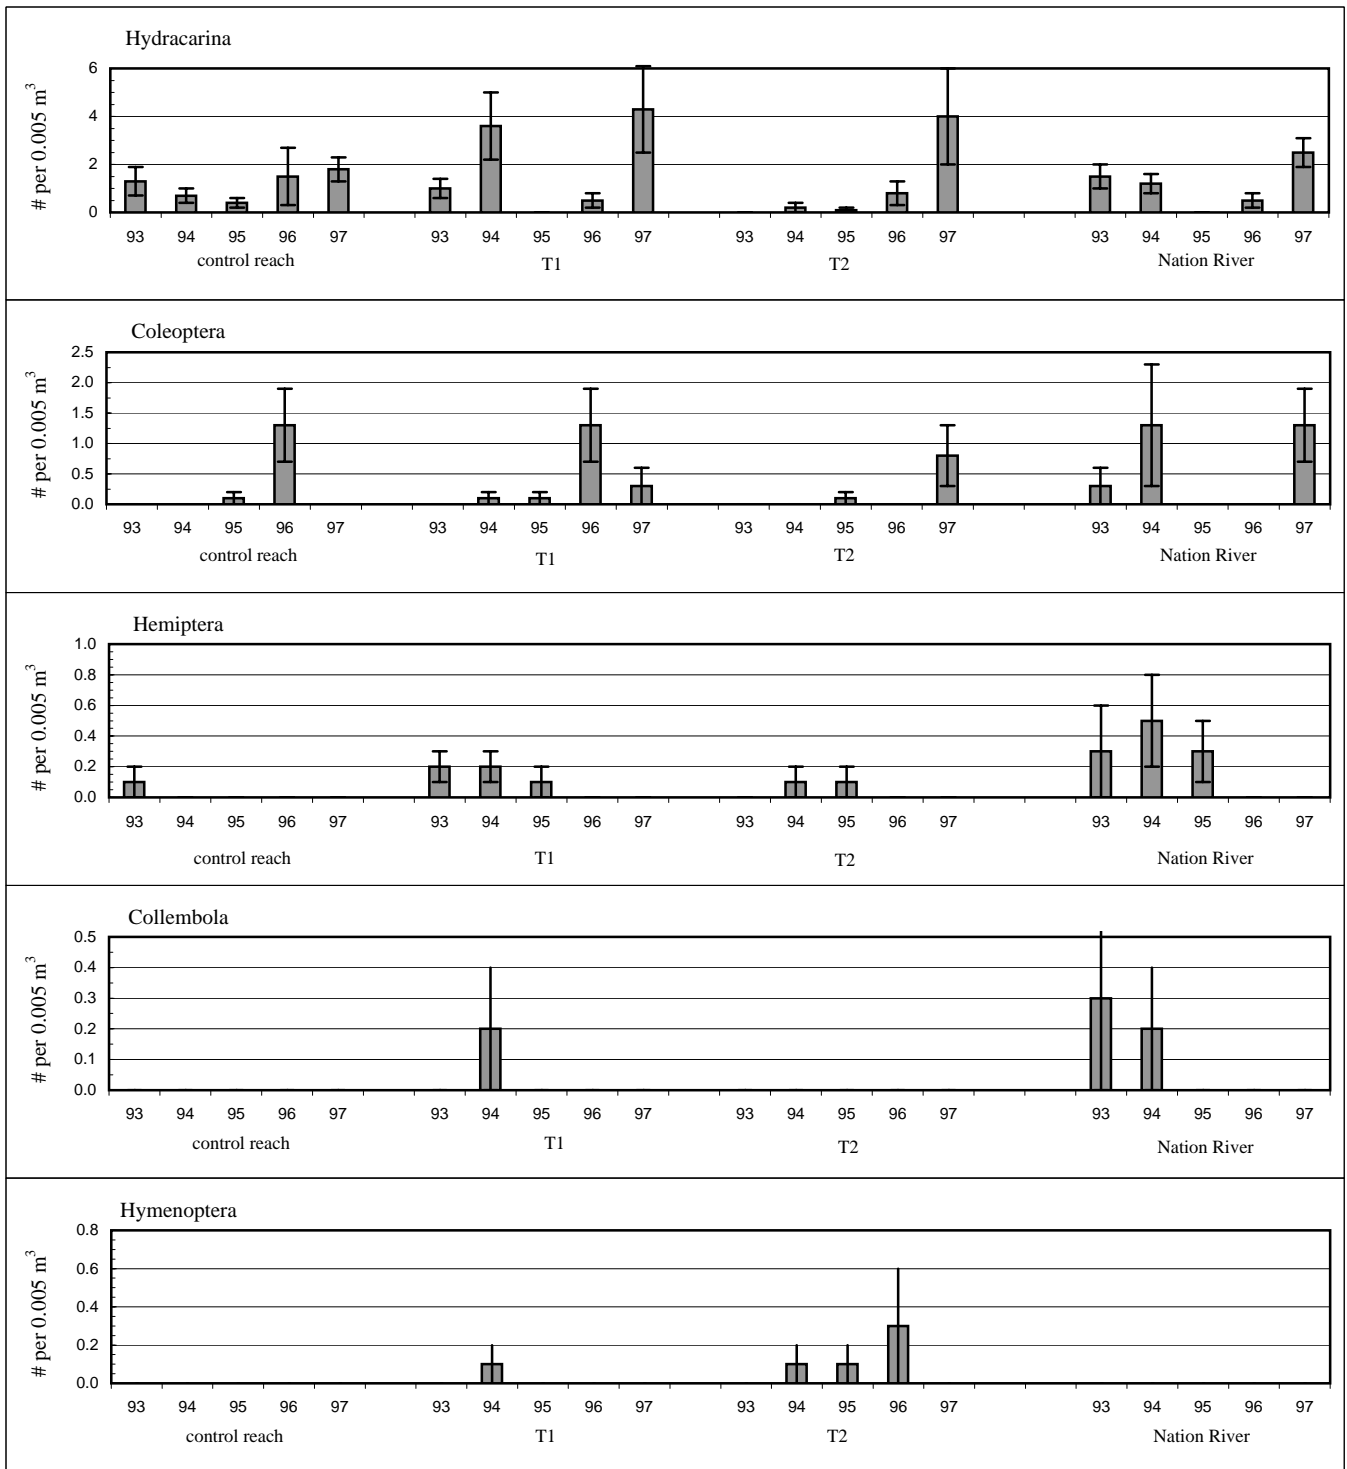 Hydracarina
# per 0.005 m³
6
4
2
0
93 94 95 96 97 93 94 95 96 97 93 94 95 96 97 93 94 95 96 97
control reach T1 T2 Nation River
Coleoptera
# per 0.005 m³
2.5
2.0
1.5
1.0
0.5
0.0
93 94 95 96 97 93 94 95 96 97 93 94 95 96 97 93 94 95 96 97
control reach T1 T2 Nation River
Hemiptera
# per 0.005 m³
1.0
0.8
0.6
0.4
0.2
0.0
93 94 95 96 97 93 94 95 96 97 93 94 95 96 97 93 94 95 96 97
control reach T1 T2 Nation River
Collembola
# per 0.005 m³
0.5
0.4
0.3
0.2
0.1
0.0
93 94 95 96 97 93 94 95 96 97 93 94 95 96 97 93 94 95 96 97
control reach T1 T2 Nation River
Hymenoptera
# per 0.005 m³
0.8
0.6
0.4
0.2
0.0
93 94 95 96 97 93 94 95 96 97 93 94 95 96 97 93 94 95 96 97
control reach T1 T2 Nation River